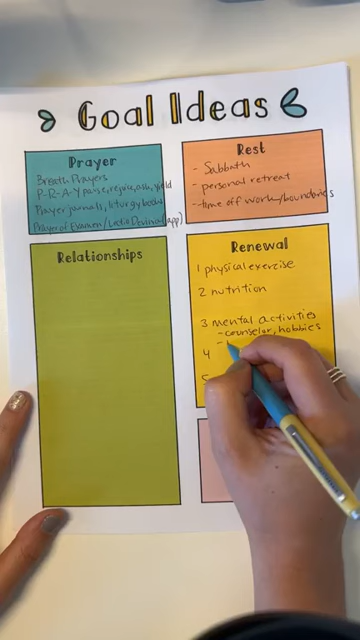 Goal Ideas
Prayer
Breath Prayers
P-R-A-Y pause, rejoice, ask, yield
Prayer journals, liturgy books
Prayer of Examen / Lectio Divina (app)
Rest
- Sabbath
- personal retreat
- time off work/boundaries
Relationships
Renewal
1 physical exercise
2 nutrition
3 mental activities
- counselor, hobbies
-
4
5